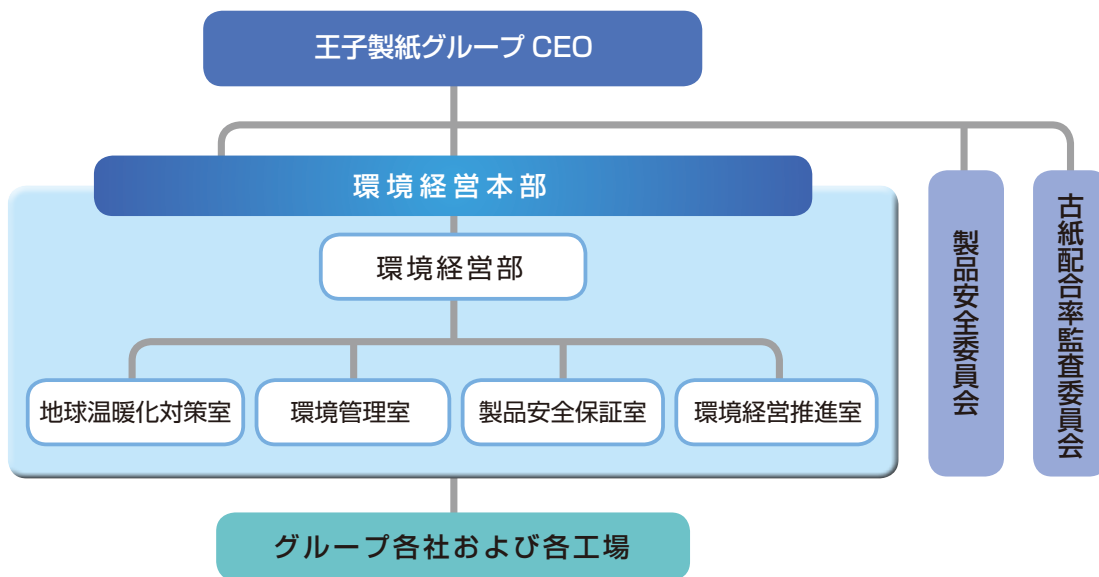 王子製紙グループ CEO
環境経営本部
環境経営部
地球温暖化対策室
環境管理室
製品安全保証室
環境経営推進室
製品安全委員会
古紙配合率監査委員会
グループ各社および各工場